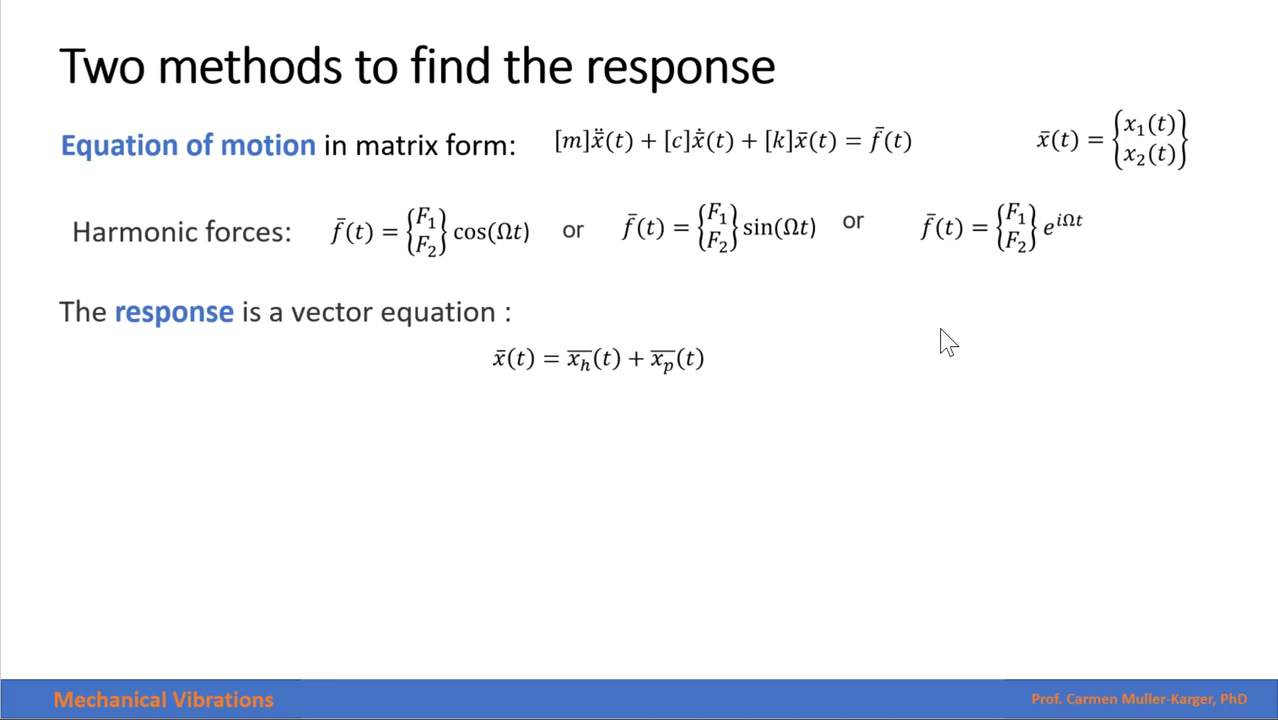 Two methods to find the response
Equation of motion in matrix form: [m]ẍ̄(t) + [c]ẋ̄(t) + [k]x̄(t) = f̄(t) x̄(t) = {x₁(t) x₂(t)}
Harmonic forces: f̄(t) = {F₁ F₂} cos(Ωt) or f̄(t) = {F₁ F₂} sin(Ωt) or f̄(t) = {F₁ F₂} e^{iΩt}
The response is a vector equation :
x̄(t) = x̄ₕ(t) + x̄ₚ(t)
Mechanical Vibrations Prof. Carmen Muller-Karger, PhD